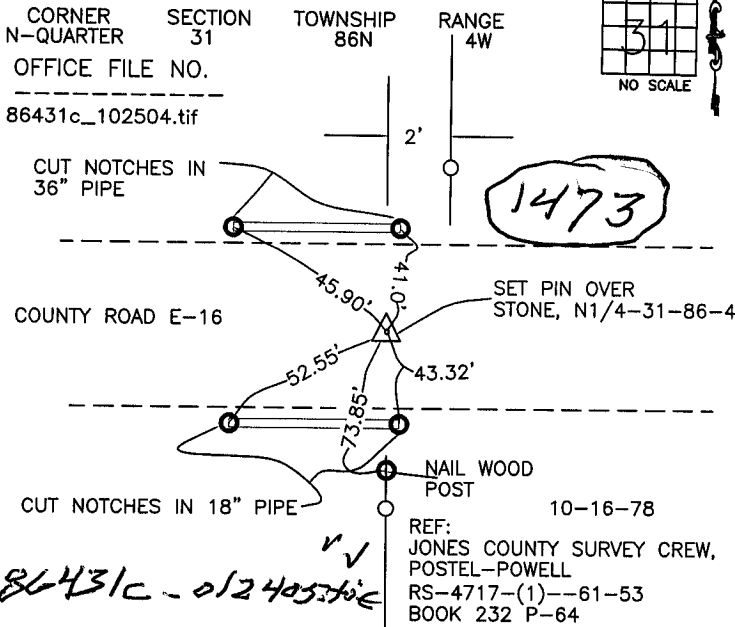 CORNER SECTION TOWNSHIP RANGE
N-QUARTER 31 86N 4W
31
OFFICE FILE NO.
NO SCALE
86431c_102504.tif
2'
CUT NOTCHES IN
36" PIPE
1473
45.90'
41.0'
SET PIN OVER
STONE, N1/4-31-86-4
COUNTY ROAD E-16
52.55'
43.32'
73.85'
NAIL WOOD
POST
CUT NOTCHES IN 18" PIPE
10-16-78
REF:
JONES COUNTY SURVEY CREW,
POSTEL-POWELL
RS-4717-(1)--61-53
BOOK 232 P-64